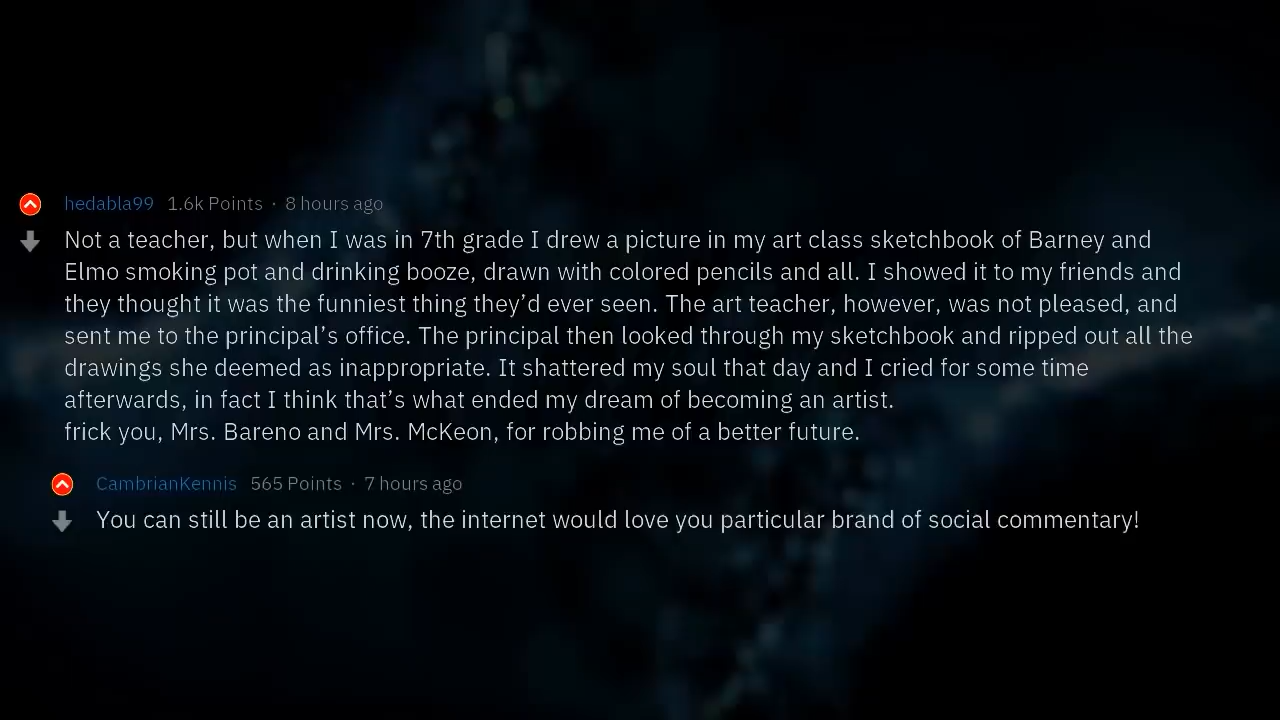 hedabla99 1.6k Points · 8 hours ago
Not a teacher, but when I was in 7th grade I drew a picture in my art class sketchbook of Barney and
Elmo smoking pot and drinking booze, drawn with colored pencils and all. I showed it to my friends and
they thought it was the funniest thing they’d ever seen. The art teacher, however, was not pleased, and
sent me to the principal’s office. The principal then looked through my sketchbook and ripped out all the
drawings she deemed as inappropriate. It shattered my soul that day and I cried for some time
afterwards, in fact I think that’s what ended my dream of becoming an artist.
frick you, Mrs. Bareno and Mrs. McKeon, for robbing me of a better future.
CambrianKennis 565 Points · 7 hours ago
You can still be an artist now, the internet would love you particular brand of social commentary!